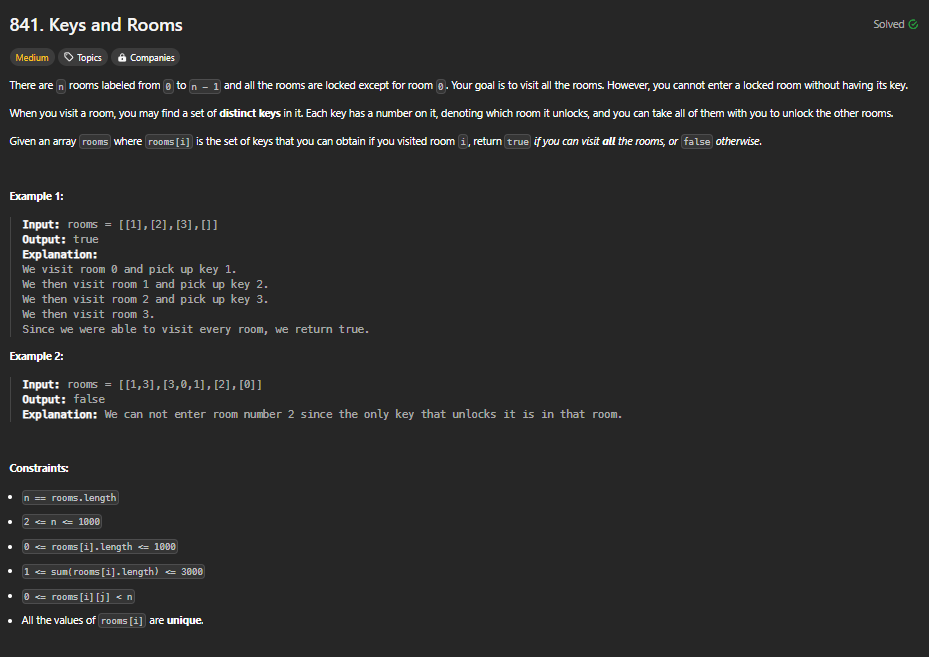 841. Keys and Rooms
Solved
Medium Topics Companies
There are n rooms labeled from 0 to n - 1 and all the rooms are locked except for room 0. Your goal is to visit all the rooms. However, you cannot enter a locked room without having its key.
When you visit a room, you may find a set of distinct keys in it. Each key has a number on it, denoting which room it unlocks, and you can take all of them with you to unlock the other rooms.
Given an array rooms where rooms[i] is the set of keys that you can obtain if you visited room i, return true if you can visit all the rooms, or false otherwise.
Example 1:
Input: rooms = [[1],[2],[3],[]]
Output: true
Explanation:
We visit room 0 and pick up key 1.
We then visit room 1 and pick up key 2.
We then visit room 2 and pick up key 3.
We then visit room 3.
Since we were able to visit every room, we return true.
Example 2:
Input: rooms = [[1,3],[3,0,1],[2],[0]]
Output: false
Explanation: We can not enter room number 2 since the only key that unlocks it is in that room.
Constraints:
• n == rooms.length
• 2 <= n <= 1000
• 0 <= rooms[i].length <= 1000
• 1 <= sum(rooms[i].length) <= 3000
• 0 <= rooms[i][j] < n
• All the values of rooms[i] are unique.